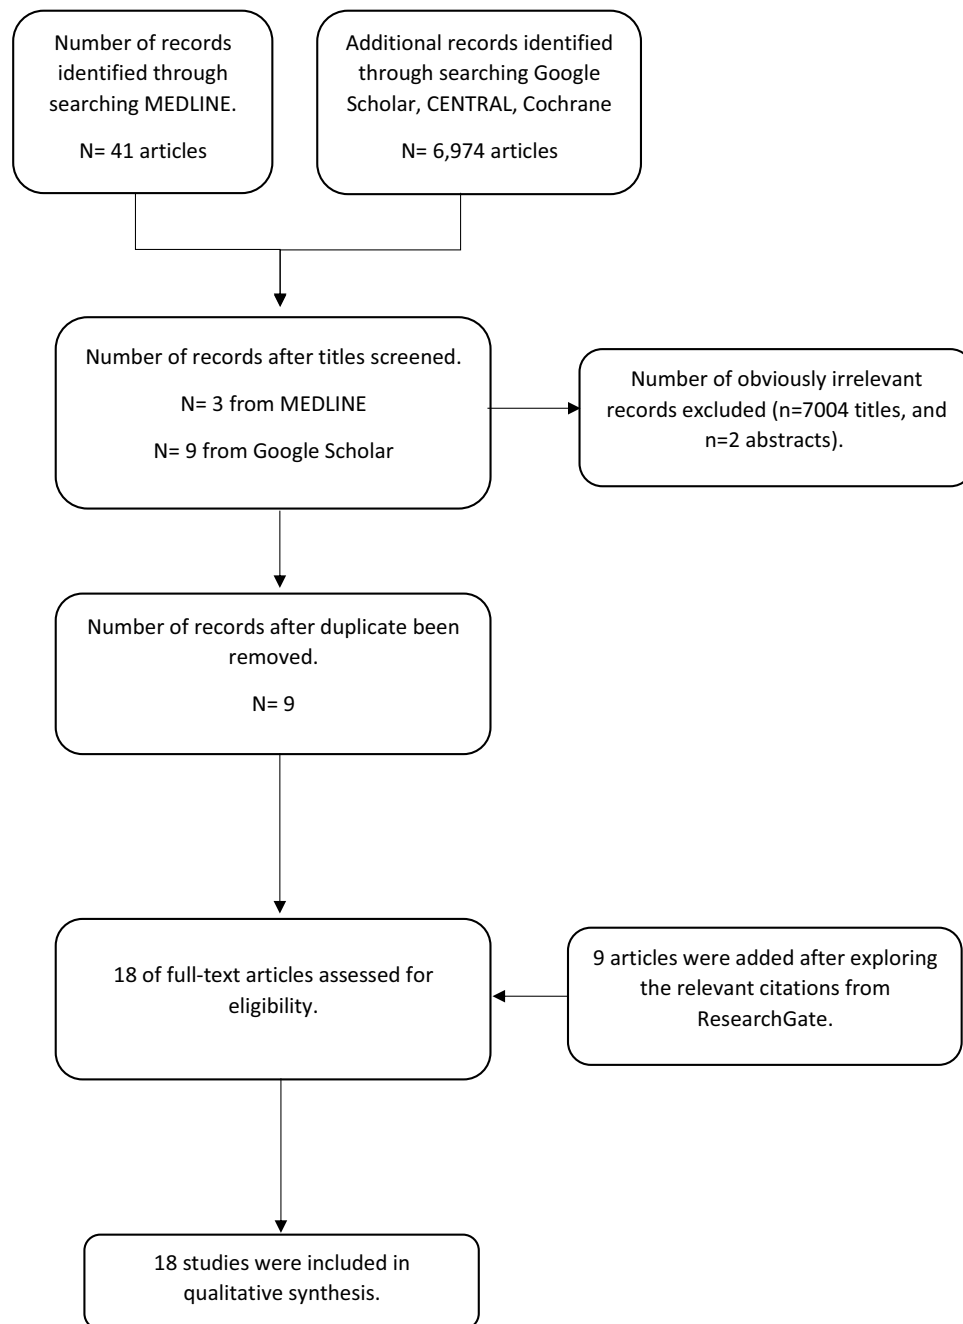 Number of records
identified through
searching MEDLINE.
N= 41 articles
Additional records identified
through searching Google
Scholar, CENTRAL, Cochrane
N= 6,974 articles
Number of records after titles screened.
N= 3 from MEDLINE
N= 9 from Google Scholar
Number of obviously irrelevant
records excluded (n=7004 titles, and
n=2 abstracts).
Number of records after duplicate been
removed.
N= 9
18 of full-text articles assessed for
eligibility.
9 articles were added after exploring
the relevant citations from
ResearchGate.
18 studies were included in
qualitative synthesis.